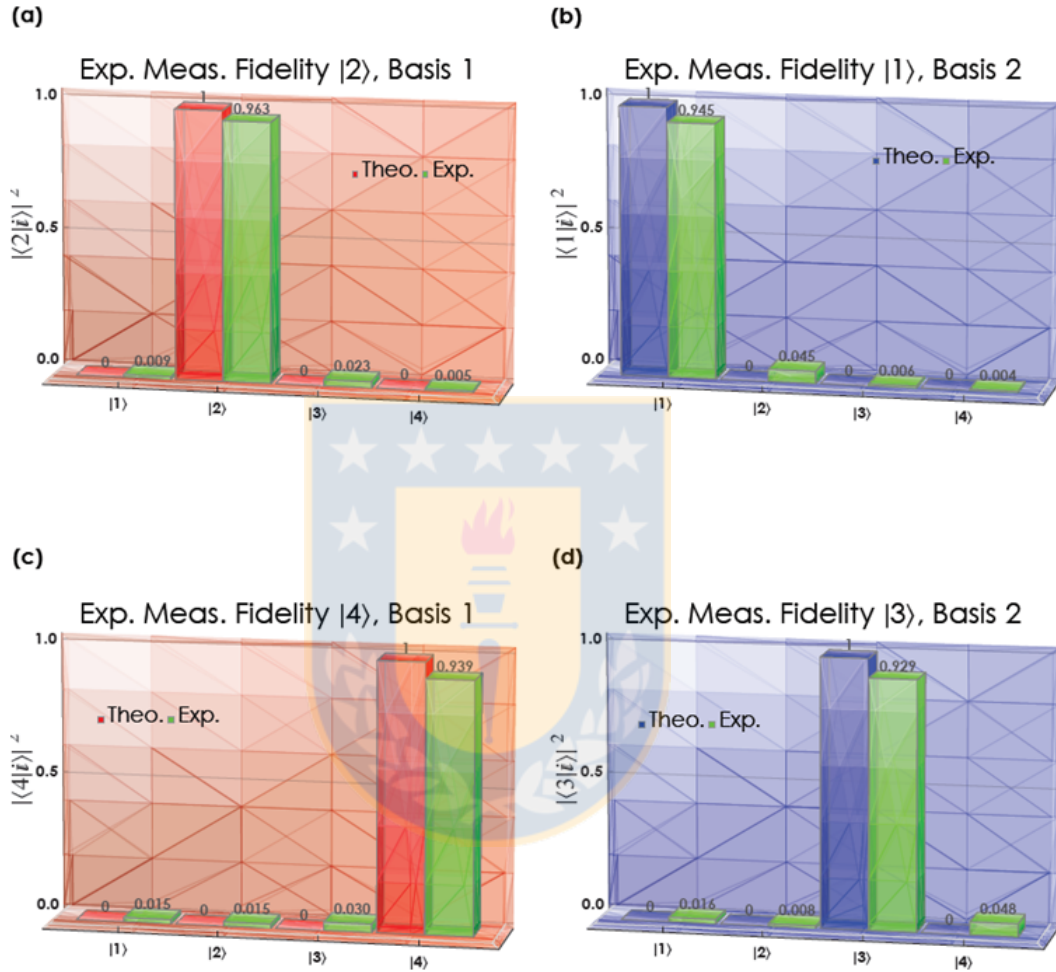 (a)
Exp. Meas. Fidelity |2⟩, Basis 1
|⟨2|i⟩| ²
1.0
0.5
0.0
Theo. Exp.
0 0.009 1 0.963 0 0.023 0 0.005
|1⟩ |2⟩ |3⟩ |4⟩
(b)
Exp. Meas. Fidelity |1⟩, Basis 2
|⟨1|i⟩| ²
1.0
0.5
0.0
Theo. Exp.
1 0.945 0 0.045 0 0.006 0 0.004
|1⟩ |2⟩ |3⟩ |4⟩
(c)
Exp. Meas. Fidelity |4⟩, Basis 1
|⟨4|i⟩| ²
1.0
0.5
0.0
Theo. Exp.
0 0.015 0 0.015 0 0.030 1 0.939
|1⟩ |2⟩ |3⟩ |4⟩
(d)
Exp. Meas. Fidelity |3⟩, Basis 2
|⟨3|i⟩| ²
1.0
0.5
0.0
Theo. Exp.
0 0.016 0 0.008 1 0.929 0 0.048
|1⟩ |2⟩ |3⟩ |4⟩